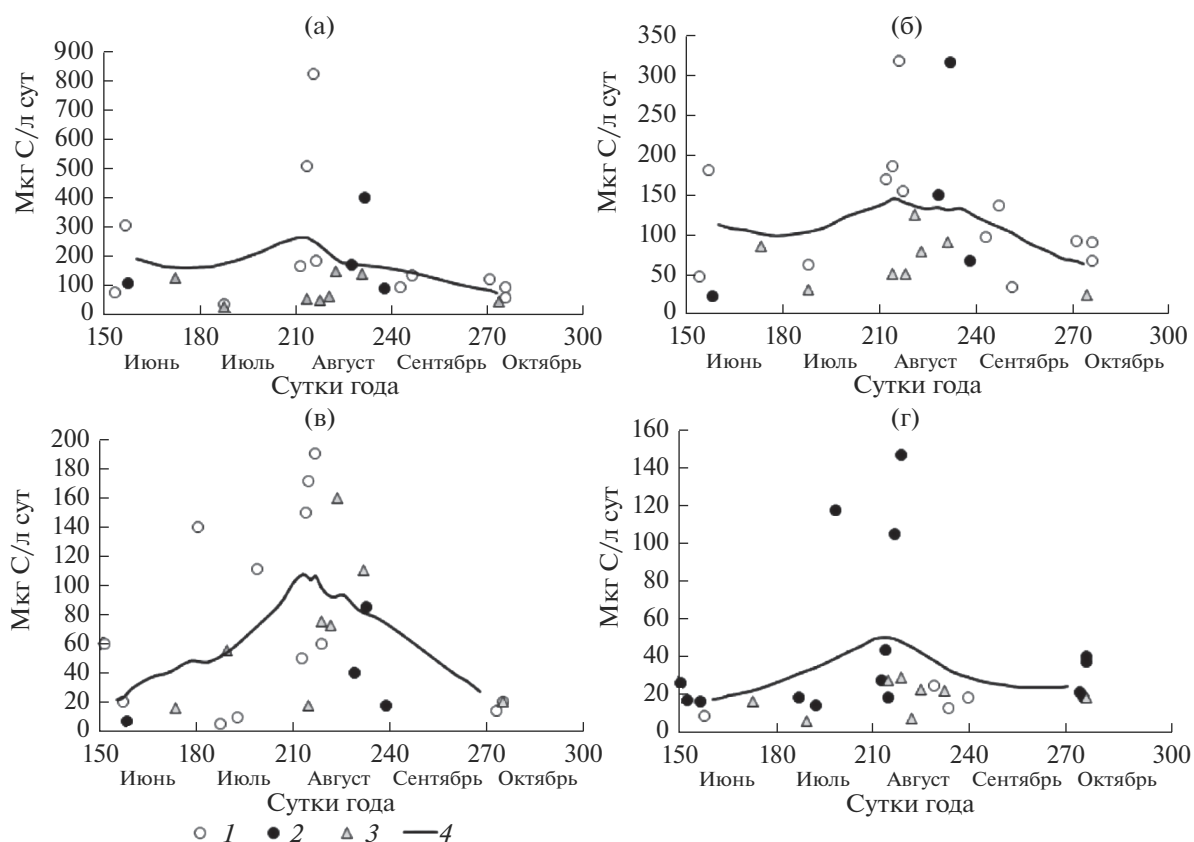 (а)
Мкг С/л сут
900
800
700
600
500
400
300
200
100
0
150 180 210 240 270 300
Июнь Июль Август Сентябрь Октябрь
Сутки года
(б)
Мкг С/л сут
350
300
250
200
150
100
50
0
150 180 210 240 270 300
Июнь Июль Август Сентябрь Октябрь
Сутки года
(в)
Мкг С/л сут
200
180
160
140
120
100
80
60
40
20
0
150 180 210 240 270 300
Июнь Июль Август Сентябрь Октябрь
Сутки года
(г)
Мкг С/л сут
160
140
120
100
80
60
40
20
0
150 180 210 240 270 300
Июнь Июль Август Сентябрь Октябрь
Сутки года
1 2 3 4